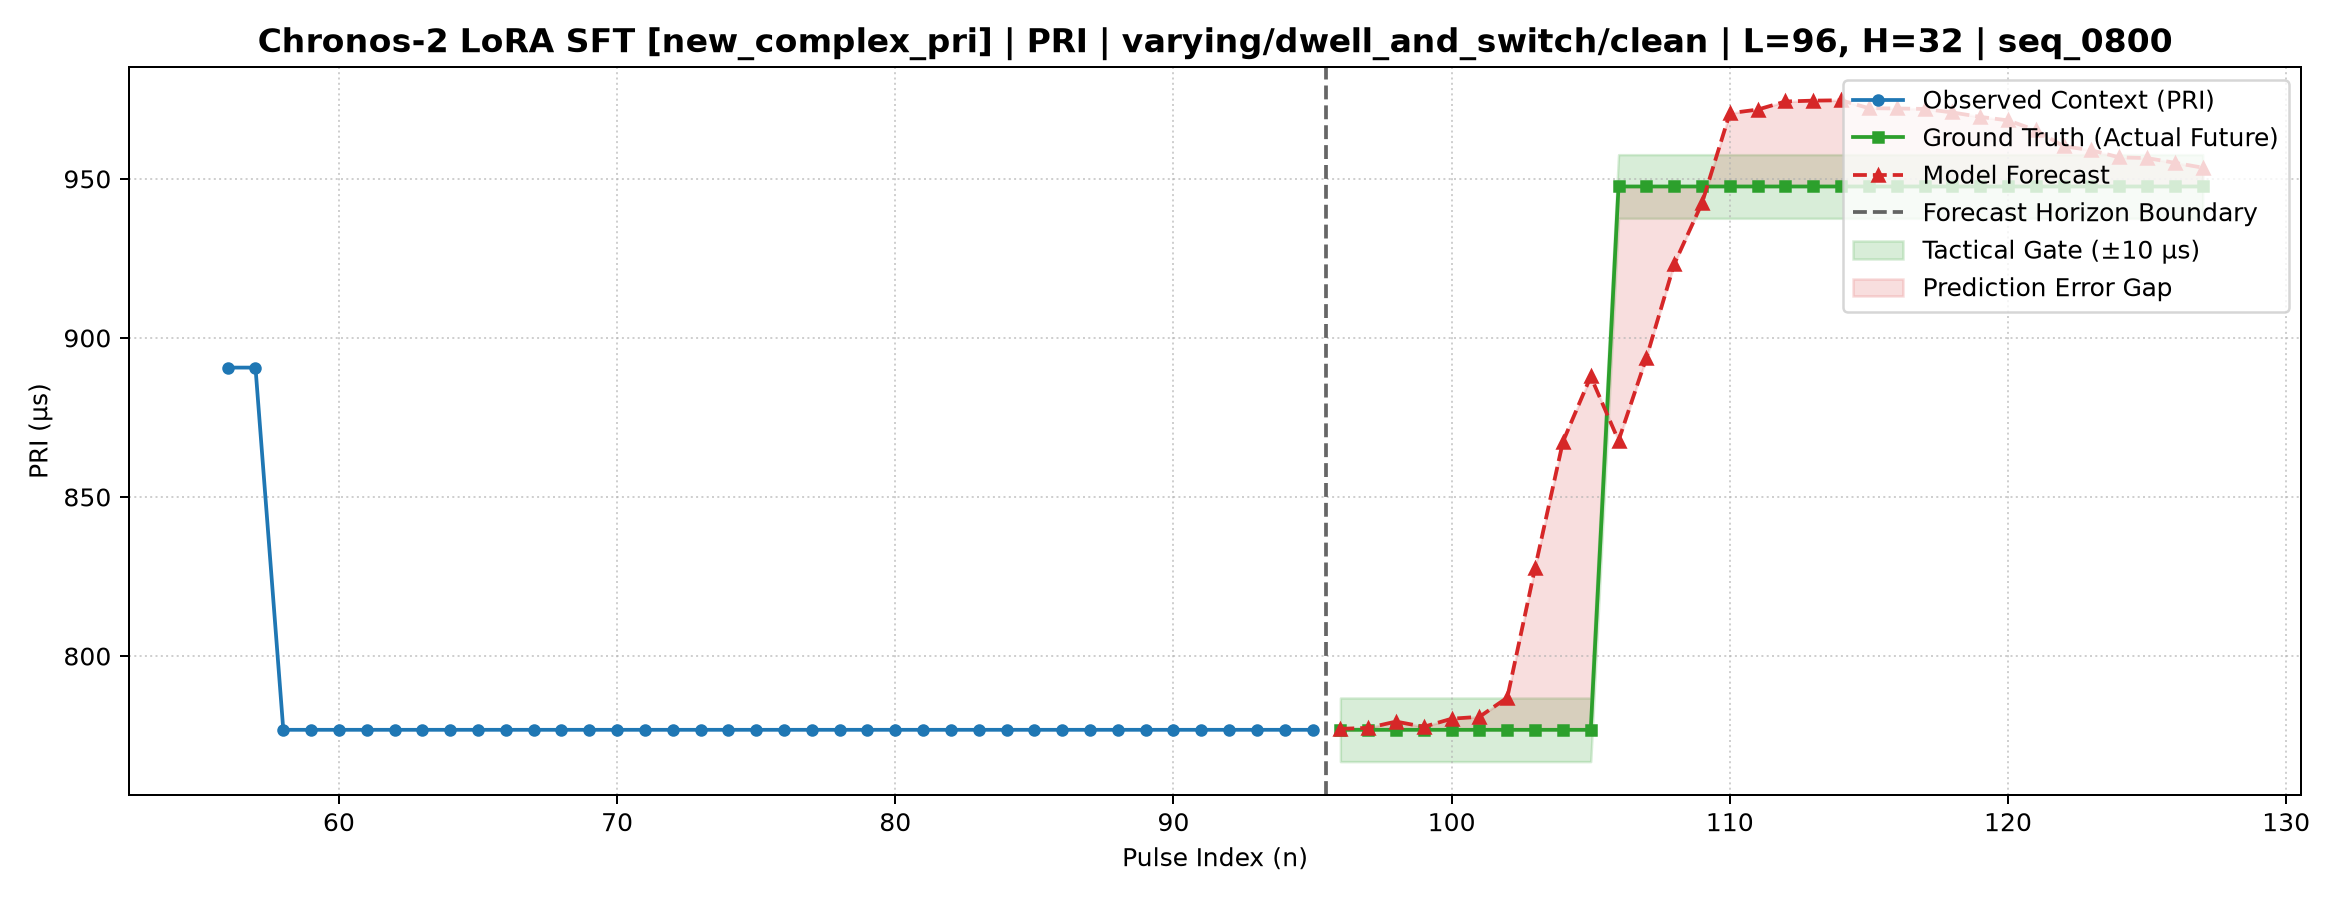 Chronos-2 LoRA SFT [new_complex_pri] | PRI | varying/dwell_and_switch/clean | L=96, H=32 | seq_0800
Observed Context (PRI)
Ground Truth (Actual Future)
Model Forecast
Forecast Horizon Boundary
Tactical Gate (±10 µs)
Prediction Error Gap
PRI (µs)
950
900
850
800
60
70
80
90
100
110
120
130
Pulse Index (n)